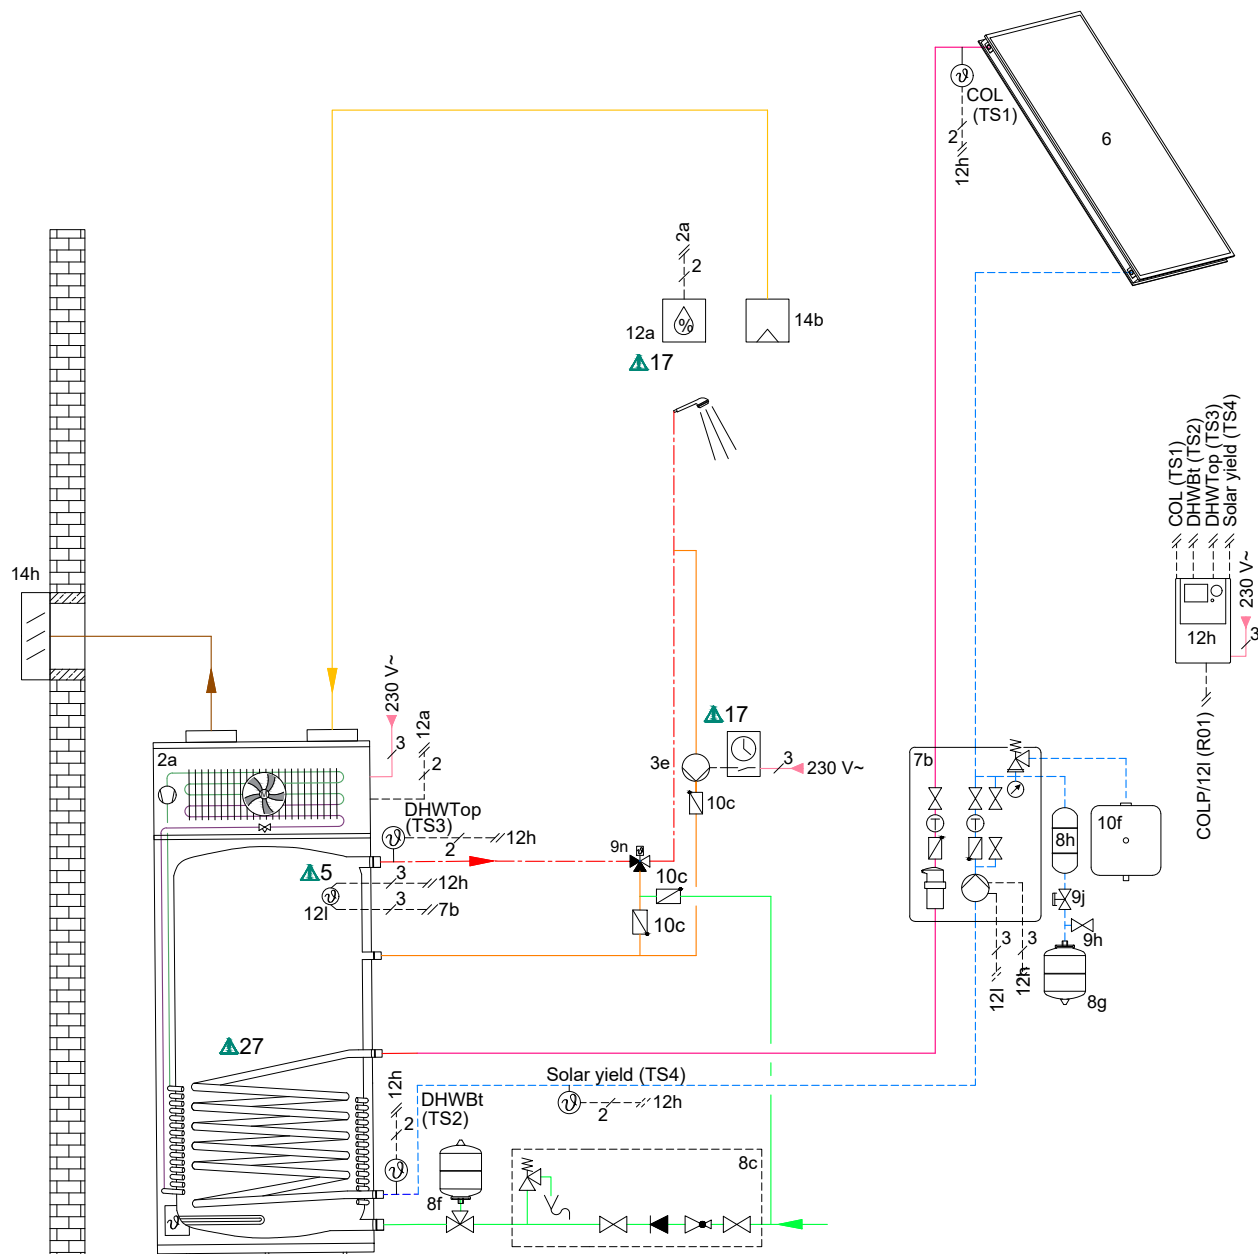 COL
(TS1)
2
12h
6
2a
2
12a
17
14b
COL (TS1)
DHWBt (TS2)
DHWTop (TS3)
Solar yield (TS4)
230 V~
3
12h
COLP/12l (R01)
14h
230 V~
3
12a
2
2a
17
3e
3
230 V~
10c
DHWTop
(TS3)
2
12h
9n
5
3
12h
12l
3
7b
10c
10c
7b
T
T
8h
10f
9j
9h
8g
3
3
12l
12h
27
Solar yield (TS4)
2
12h
12h
2
DHWBt
(TS2)
8f
8c
%
M